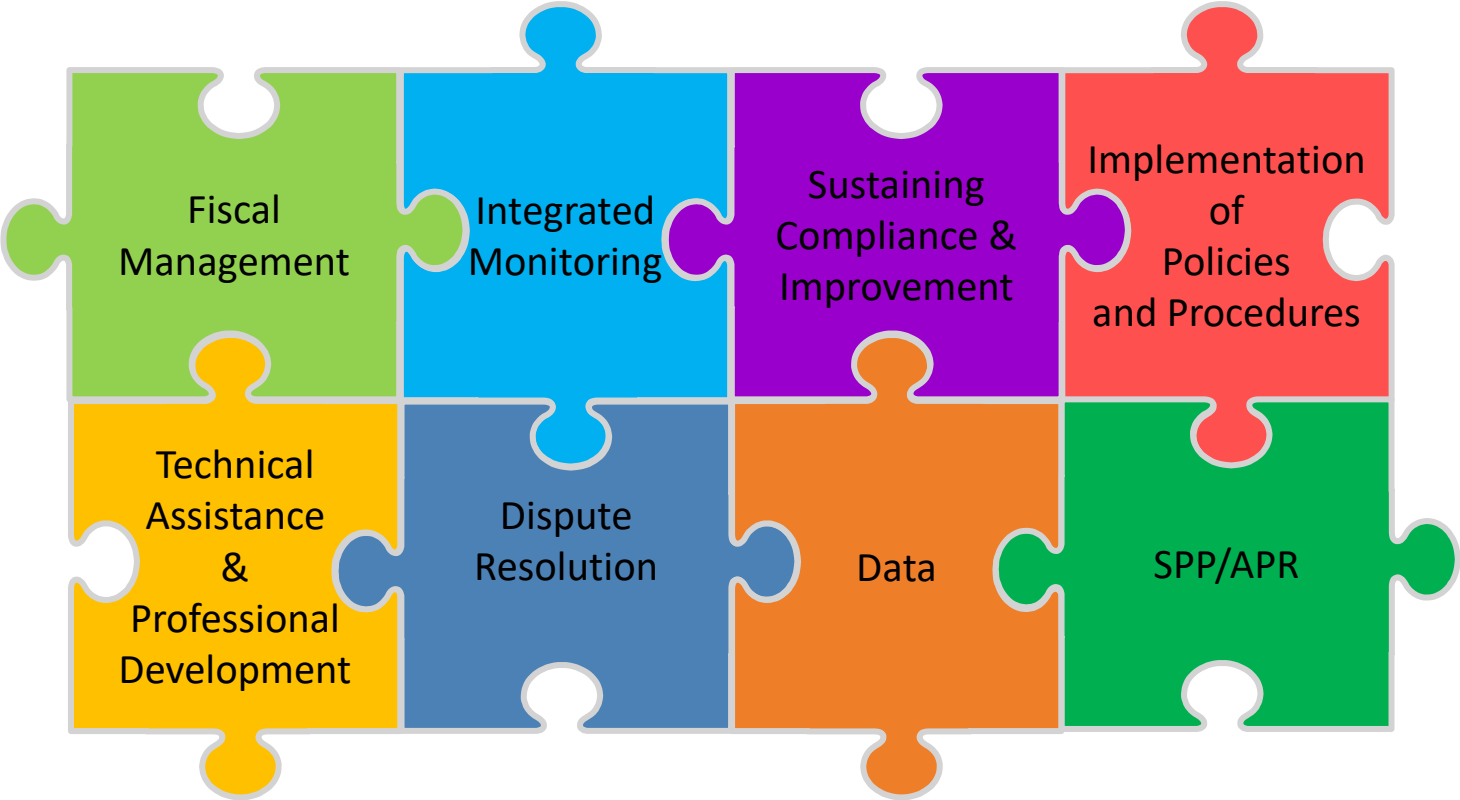 Fiscal
Management
Integrated
Monitoring
Sustaining
Compliance &
Improvement
Implementation
of
Policies
and Procedures
Technical
Assistance
&
Professional
Development
Dispute
Resolution
Data
SPP/APR